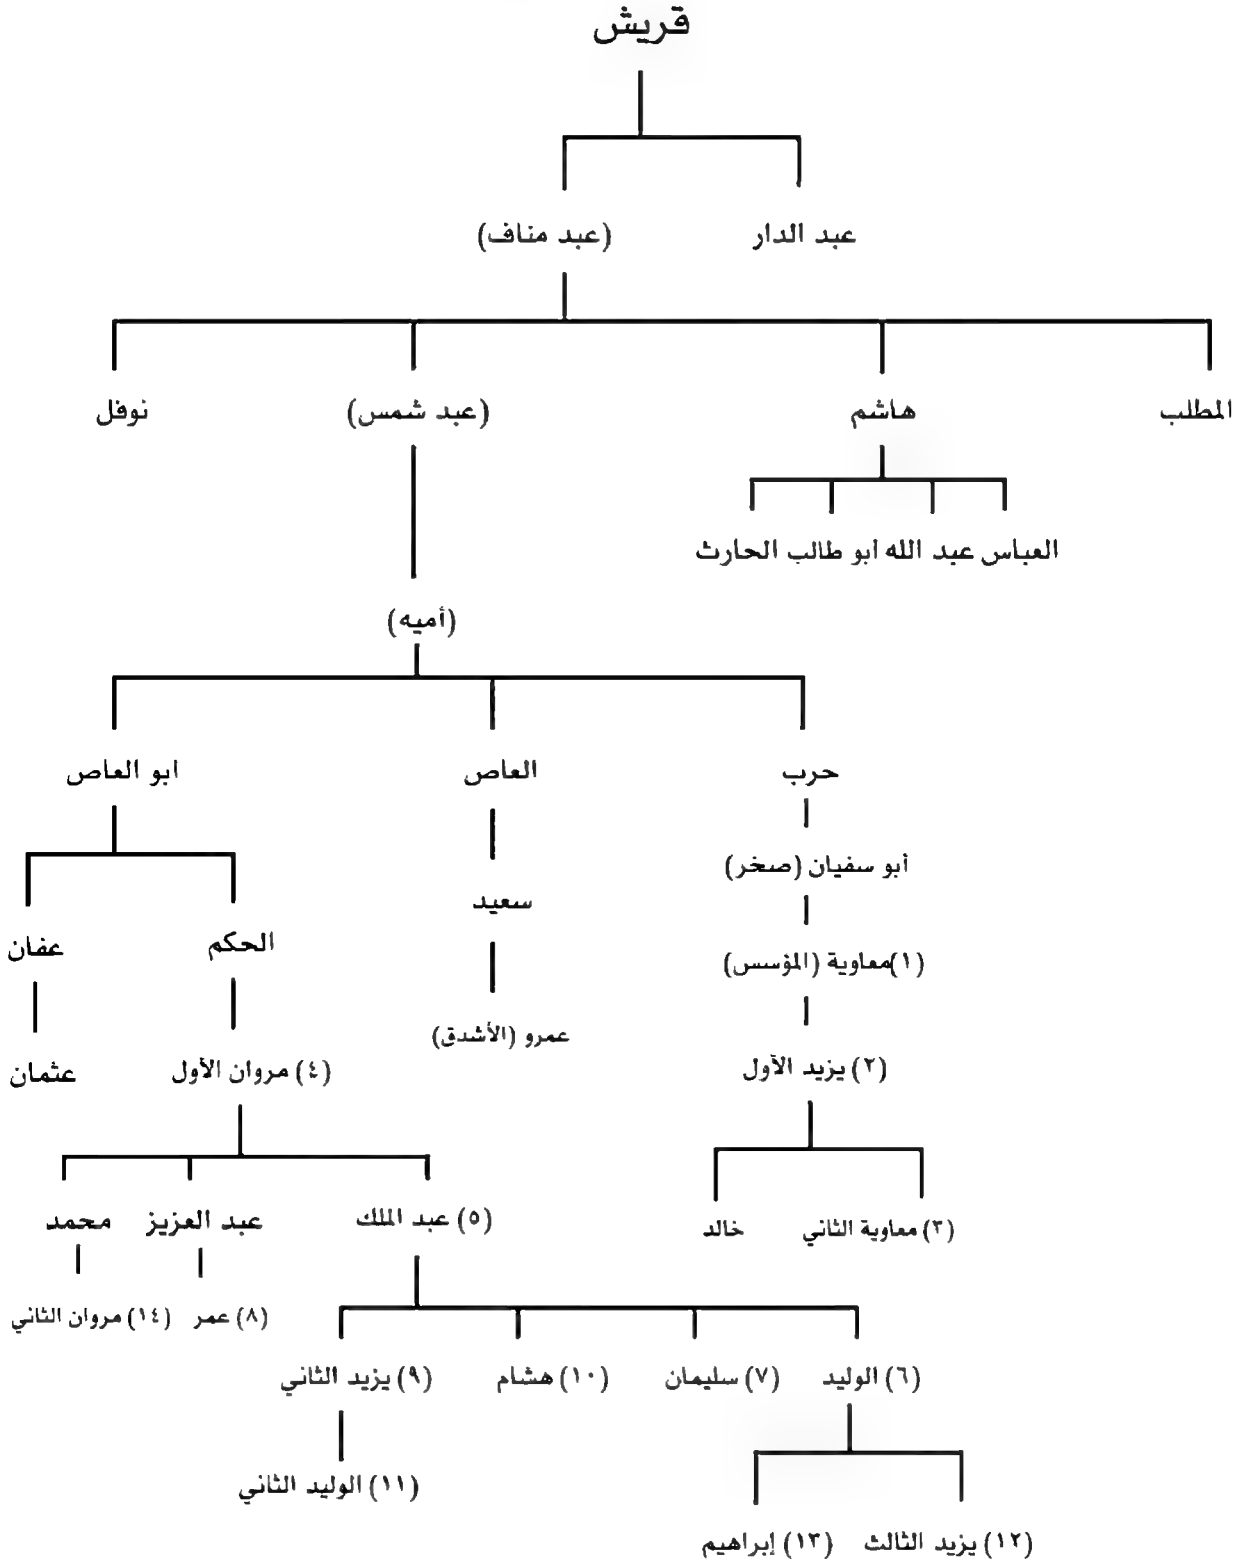 قريش
عبد الدار (عبد مناف)
المطلب هاشم (عبد شمس) نوفل
العباس عبد الله أبو طالب الحارث
(أميه)
حرب العاص ابو العاص
أبو سفيان (صخر)
سعيد
الحكم عفان
(١)معاوية (المؤسس)
عمرو (الأشدق)
(٢) يزيد الأول (٤) مروان الأول عثمان
(٣) معاوية الثاني خالد (٥) عبد الملك عبد العزيز محمد
(٨) عمر (١٤) مروان الثاني
(٦) الوليد (٧) سليمان (١٠) هشام (٩) يزيد الثاني
(١١) الوليد الثاني
(١٢) يزيد الثالث (١٣) إبراهيم